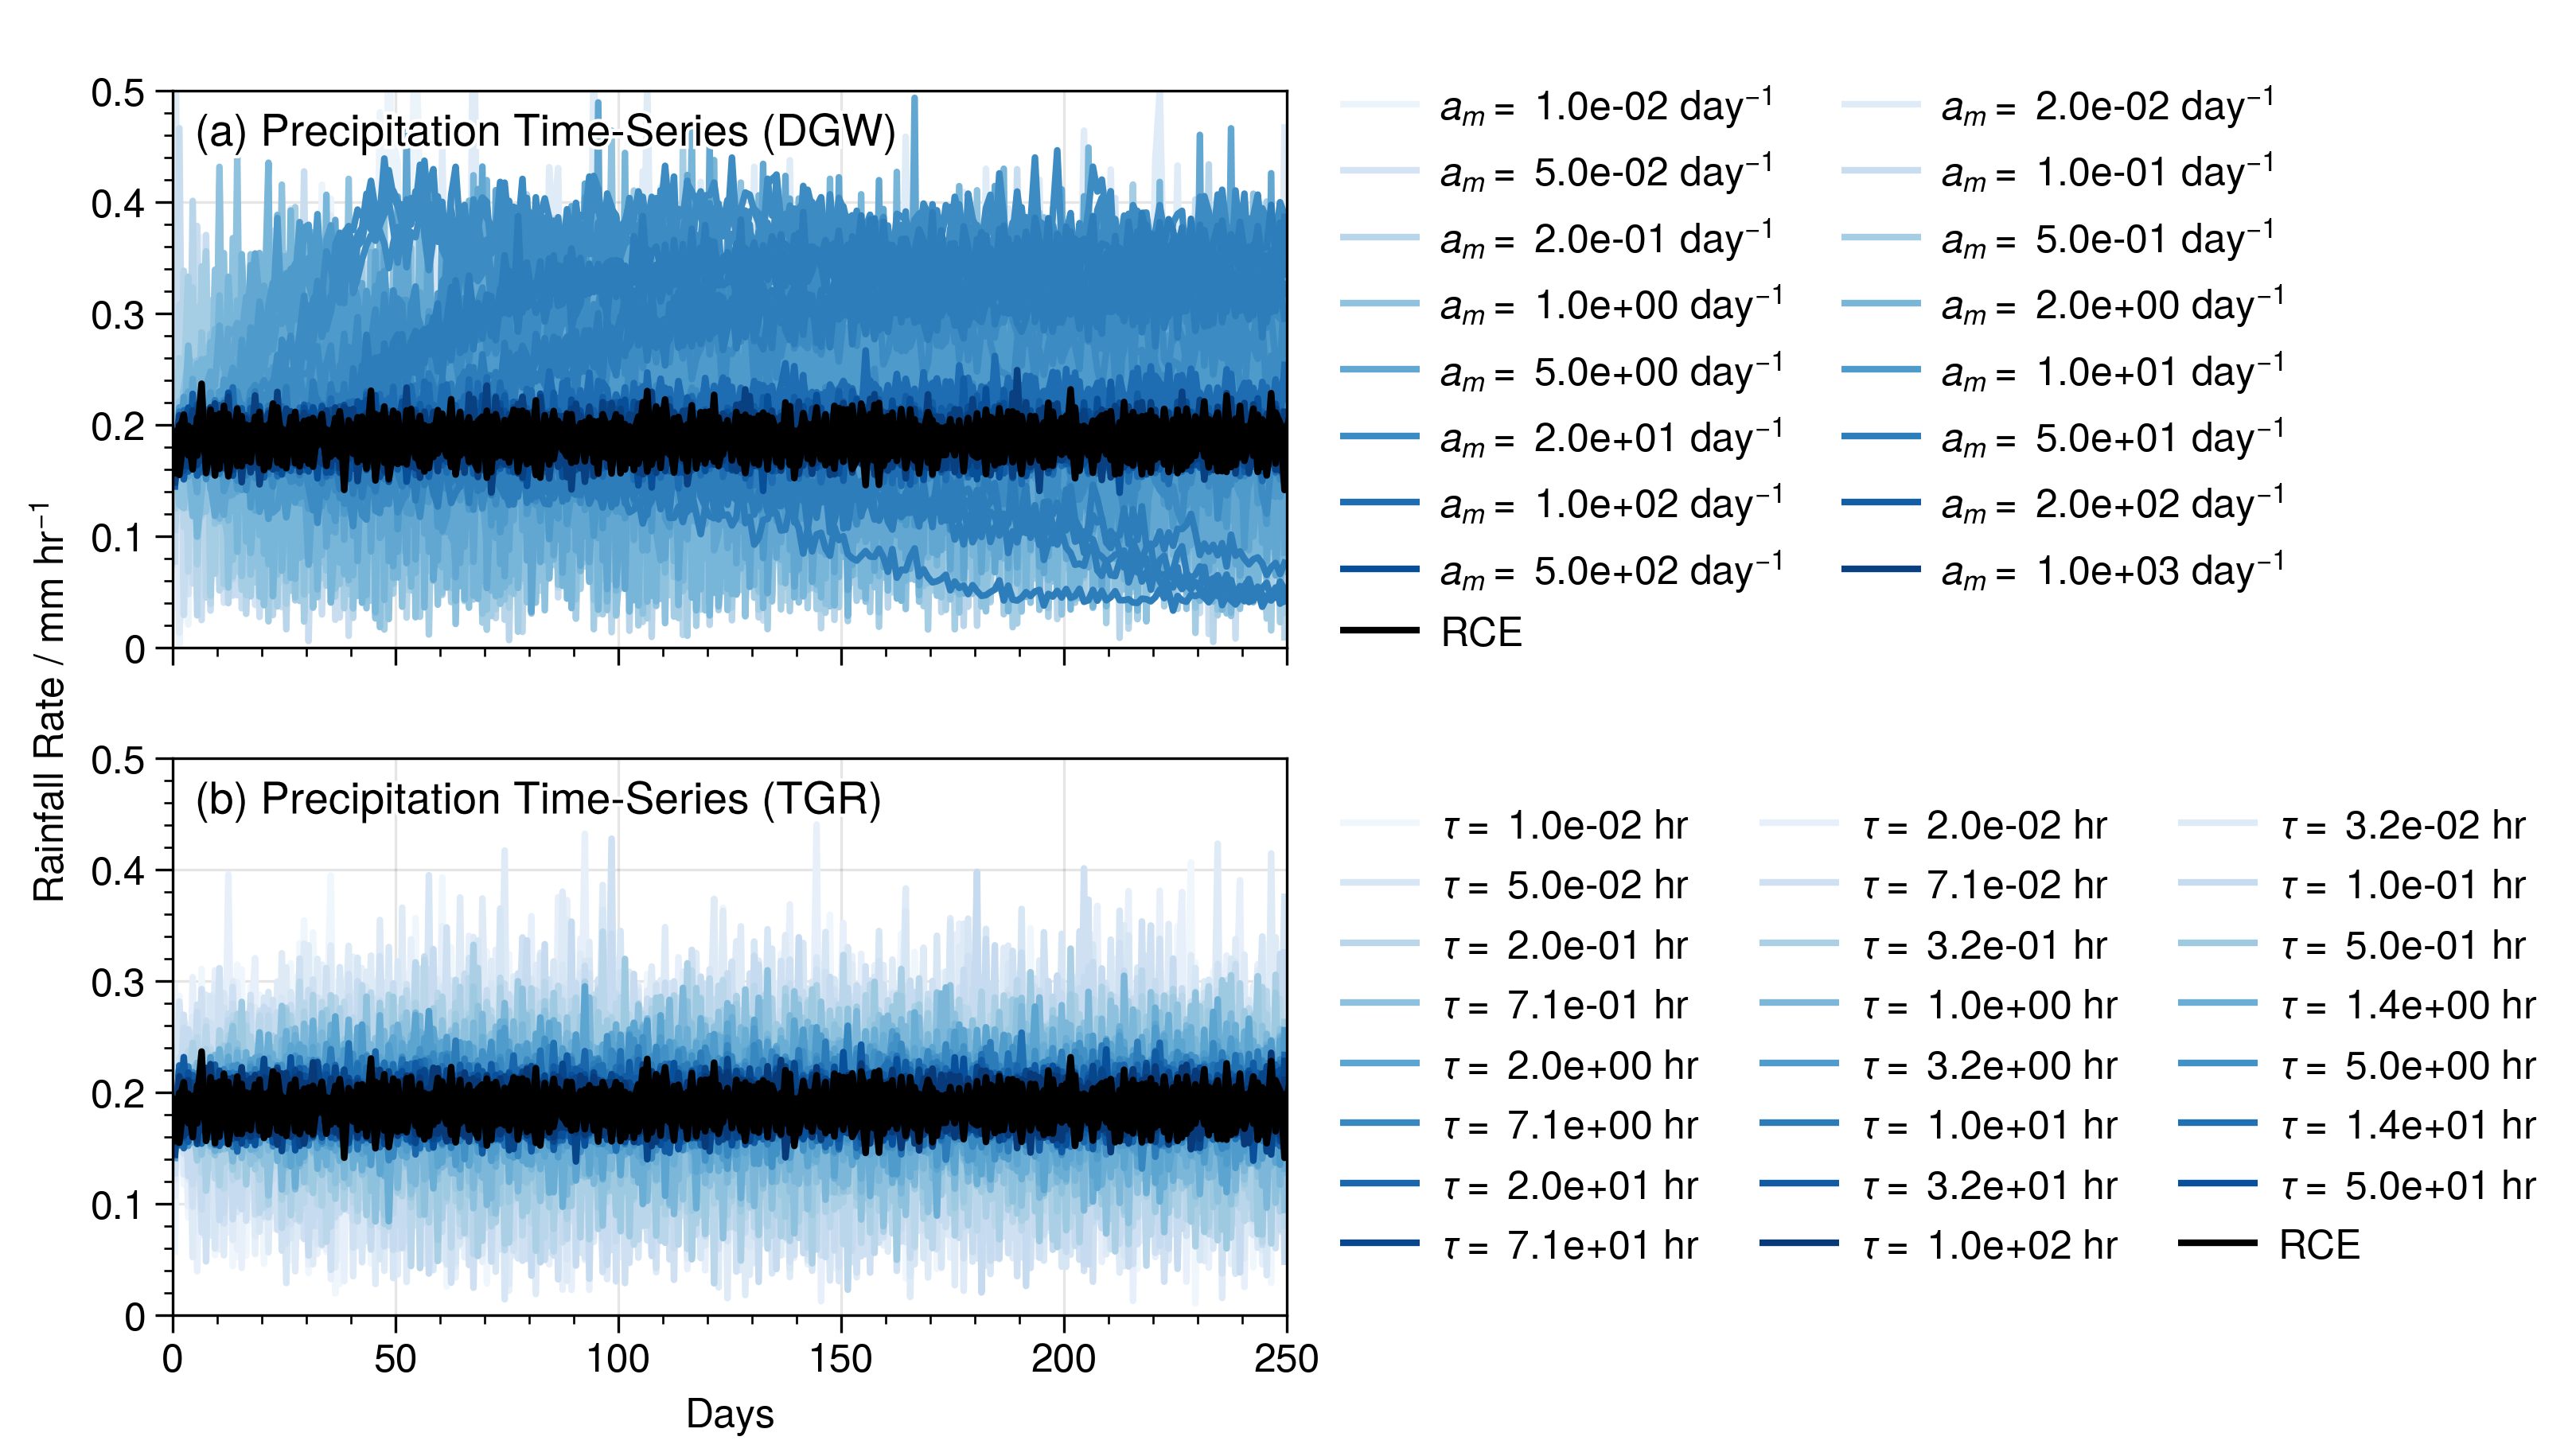 (a) Precipitation Time-Series (DGW)
0.5
0.4
0.3
0.2
0.1
0
a_m = 1.0e-02 day⁻¹
a_m = 2.0e-02 day⁻¹
a_m = 5.0e-02 day⁻¹
a_m = 1.0e-01 day⁻¹
a_m = 2.0e-01 day⁻¹
a_m = 5.0e-01 day⁻¹
a_m = 1.0e+00 day⁻¹
a_m = 2.0e+00 day⁻¹
a_m = 5.0e+00 day⁻¹
a_m = 1.0e+01 day⁻¹
a_m = 2.0e+01 day⁻¹
a_m = 5.0e+01 day⁻¹
a_m = 1.0e+02 day⁻¹
a_m = 2.0e+02 day⁻¹
a_m = 5.0e+02 day⁻¹
a_m = 1.0e+03 day⁻¹
RCE
Rainfall Rate / mm hr⁻¹
(b) Precipitation Time-Series (TGR)
0.5
0.4
0.3
0.2
0.1
0
0 50 100 150 200 250
Days
τ = 1.0e-02 hr
τ = 2.0e-02 hr
τ = 3.2e-02 hr
τ = 5.0e-02 hr
τ = 7.1e-02 hr
τ = 1.0e-01 hr
τ = 2.0e-01 hr
τ = 3.2e-01 hr
τ = 5.0e-01 hr
τ = 7.1e-01 hr
τ = 1.0e+00 hr
τ = 1.4e+00 hr
τ = 2.0e+00 hr
τ = 3.2e+00 hr
τ = 5.0e+00 hr
τ = 7.1e+00 hr
τ = 1.0e+01 hr
τ = 1.4e+01 hr
τ = 2.0e+01 hr
τ = 3.2e+01 hr
τ = 5.0e+01 hr
τ = 7.1e+01 hr
τ = 1.0e+02 hr
RCE